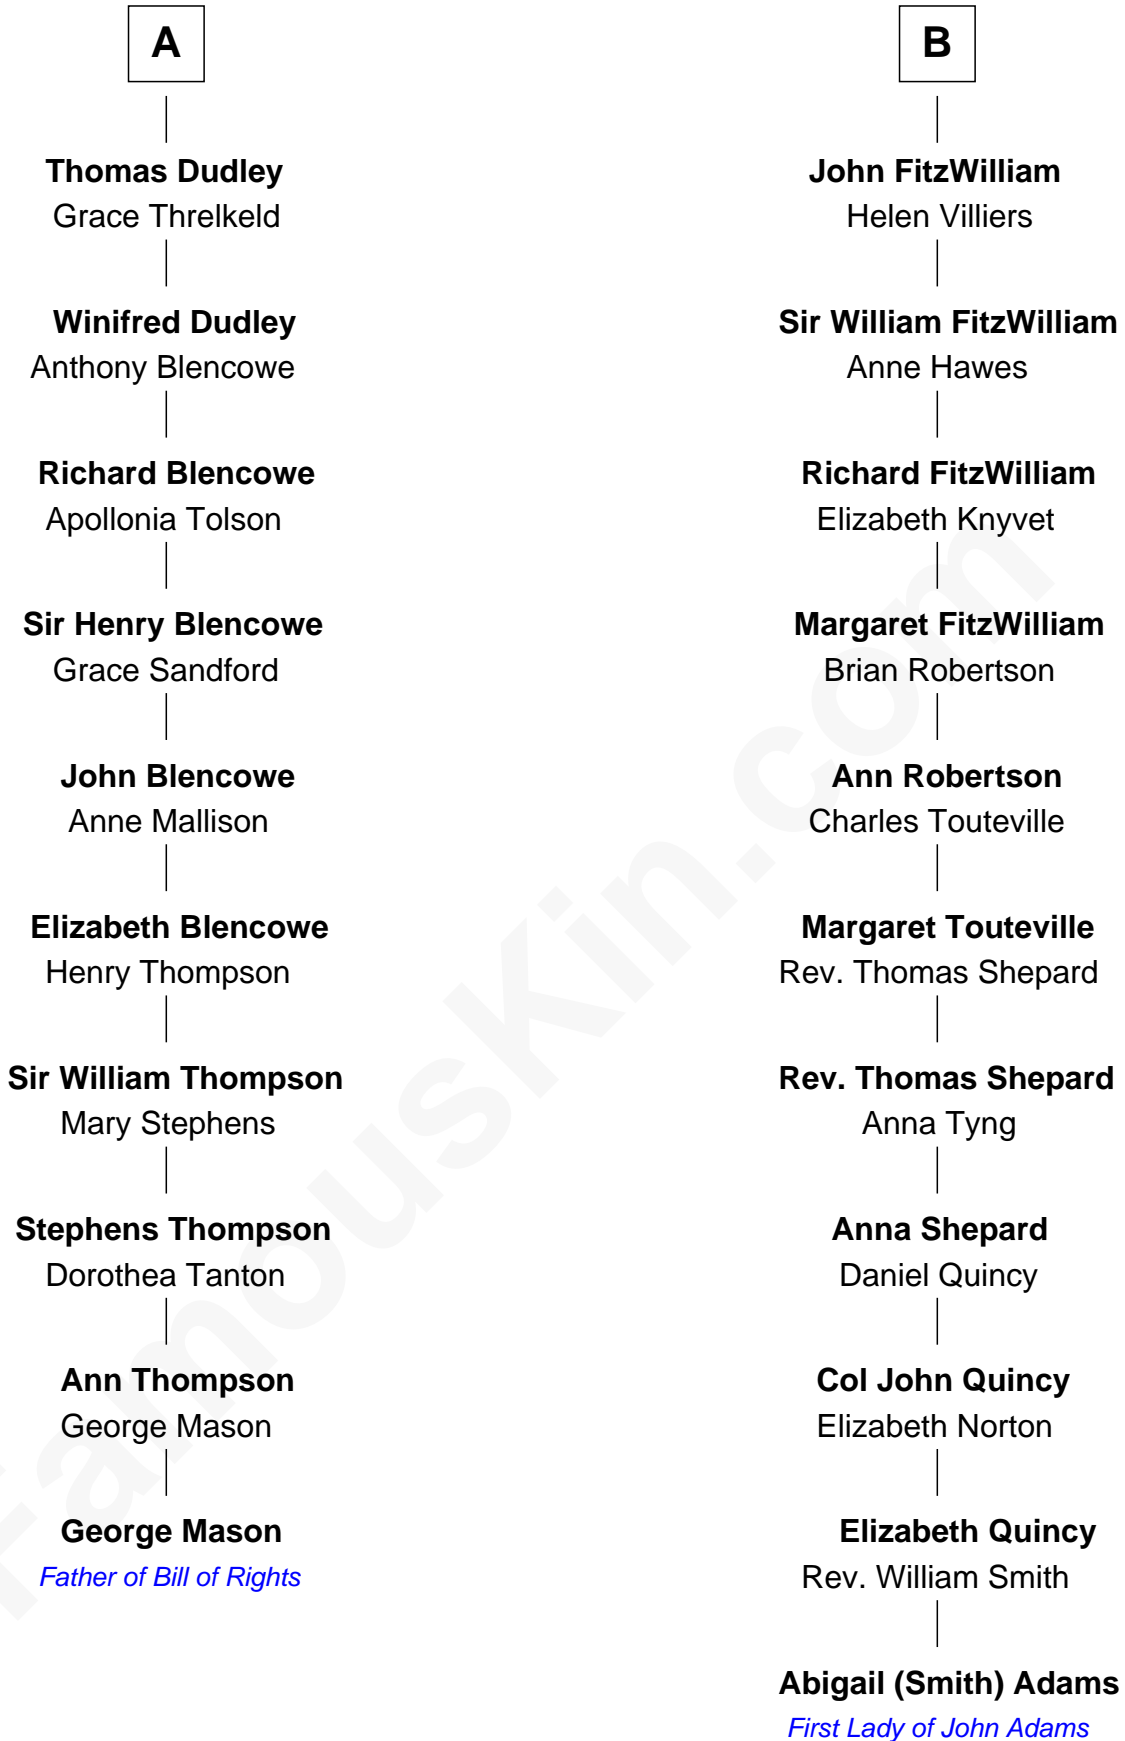 A
Thomas Dudley
Grace Threlkeld
Winifred Dudley
Anthony Blencowe
Richard Blencowe
Apollonia Tolson
Sir Henry Blencowe
Grace Sandford
John Blencowe
Anne Mallison
Elizabeth Blencowe
Henry Thompson
Sir William Thompson
Mary Stephens
Stephens Thompson
Dorothea Tanton
Ann Thompson
George Mason
George Mason
Father of Bill of Rights
B
John FitzWilliam
Helen Villiers
Sir William FitzWilliam
Anne Hawes
Richard FitzWilliam
Elizabeth Knyvet
Margaret FitzWilliam
Brian Robertson
Ann Robertson
Charles Touteville
Margaret Touteville
Rev. Thomas Shepard
Rev. Thomas Shepard
Anna Tyng
Anna Shepard
Daniel Quincy
Col John Quincy
Elizabeth Norton
Elizabeth Quincy
Rev. William Smith
Abigail (Smith) Adams
First Lady of John Adams
FamousKin.com